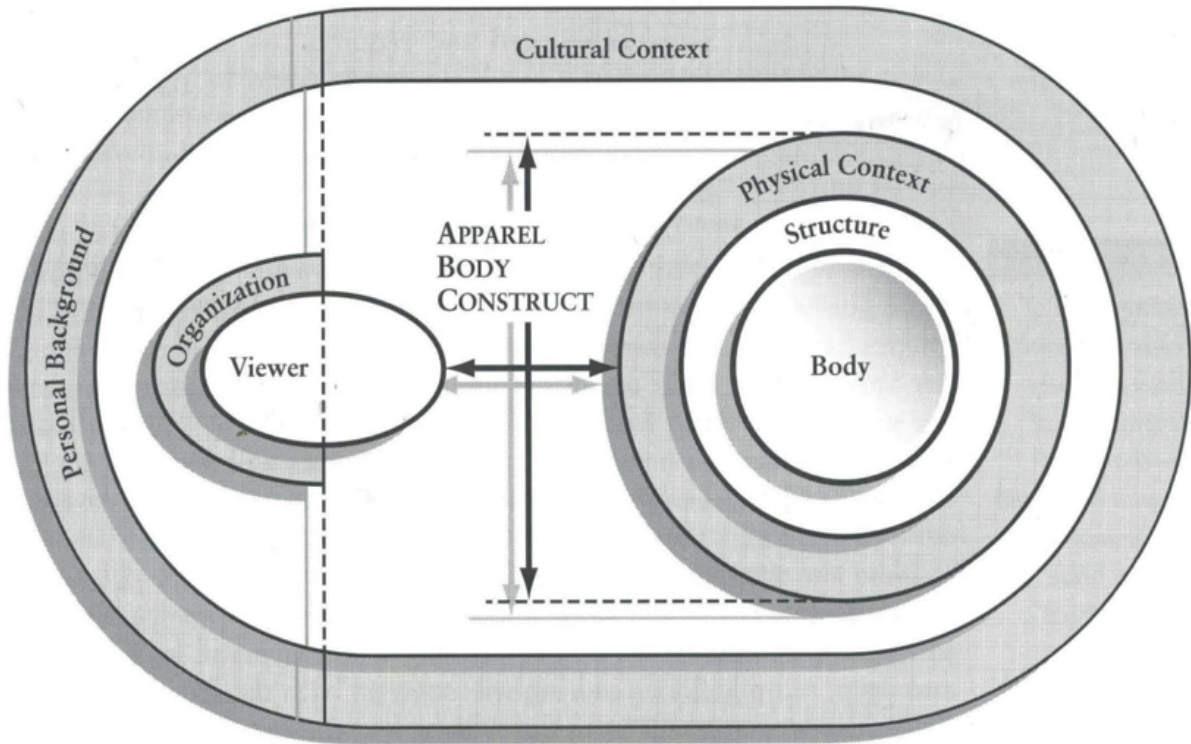 Cultural Context
Personal Background
Organization
Viewer
APPAREL
BODY
CONSTRUCT
Physical Context
Structure
Body